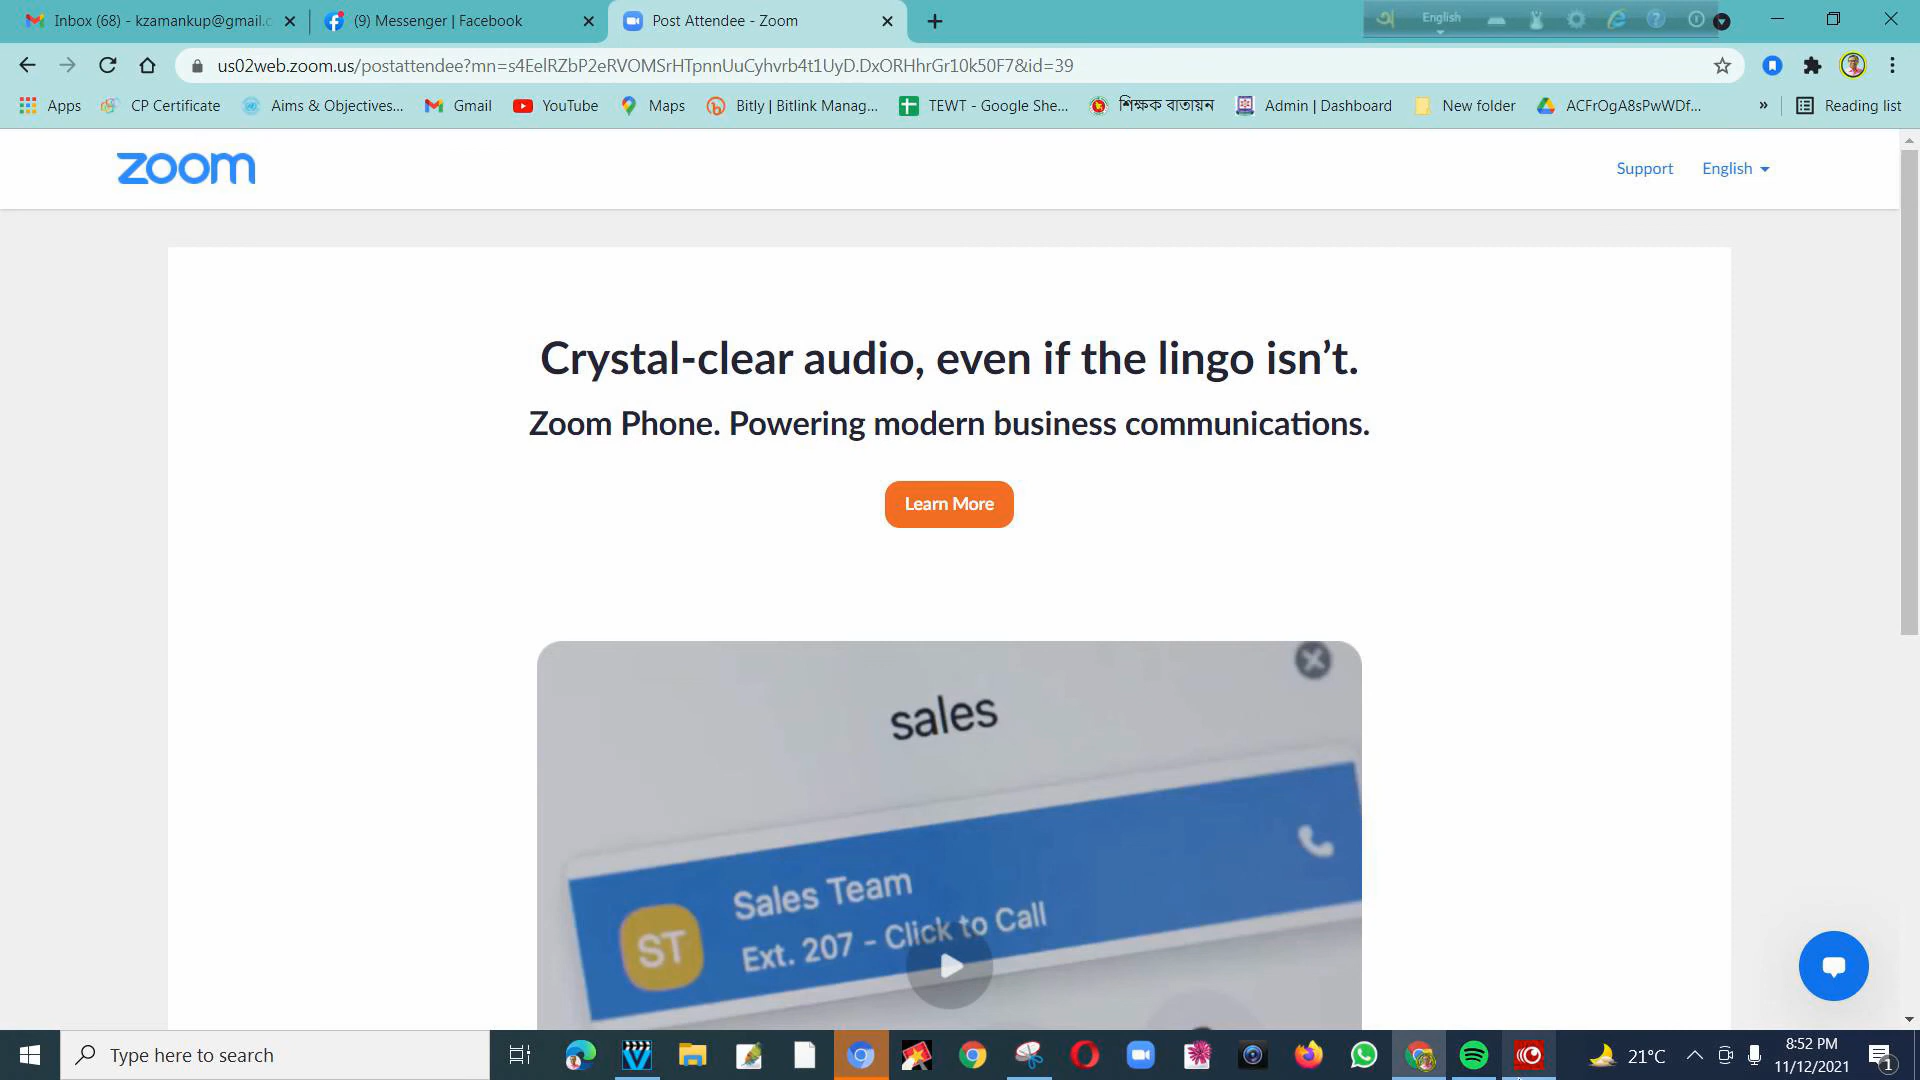 Inbox (68) - kzamankup@gmail.c
(9) Messenger | Facebook
Post Attendee - Zoom
English
us02web.zoom.us/postattendee?mn=s4EelRZbP2eRVOMSrHTpnnUuCyhvrb4t1UyD.DxORHhrGr10k50F7&id=39
Apps
CP Certificate
Aims & Objectives...
Gmail
YouTube
Maps
Bitly | Bitlink Manag...
TEWT - Google She...
শিক্ষক বাতায়ন
Admin | Dashboard
New folder
ACFrOgA8sPwWDf...
»
Reading list
zoom
Support
English
Crystal-clear audio, even if the lingo isn’t.
Zoom Phone. Powering modern business communications.
Learn More
sales
ST
Sales Team
Ext. 207 – Click to Call
Type here to search
21°C
8:52 PM
11/12/2021
1